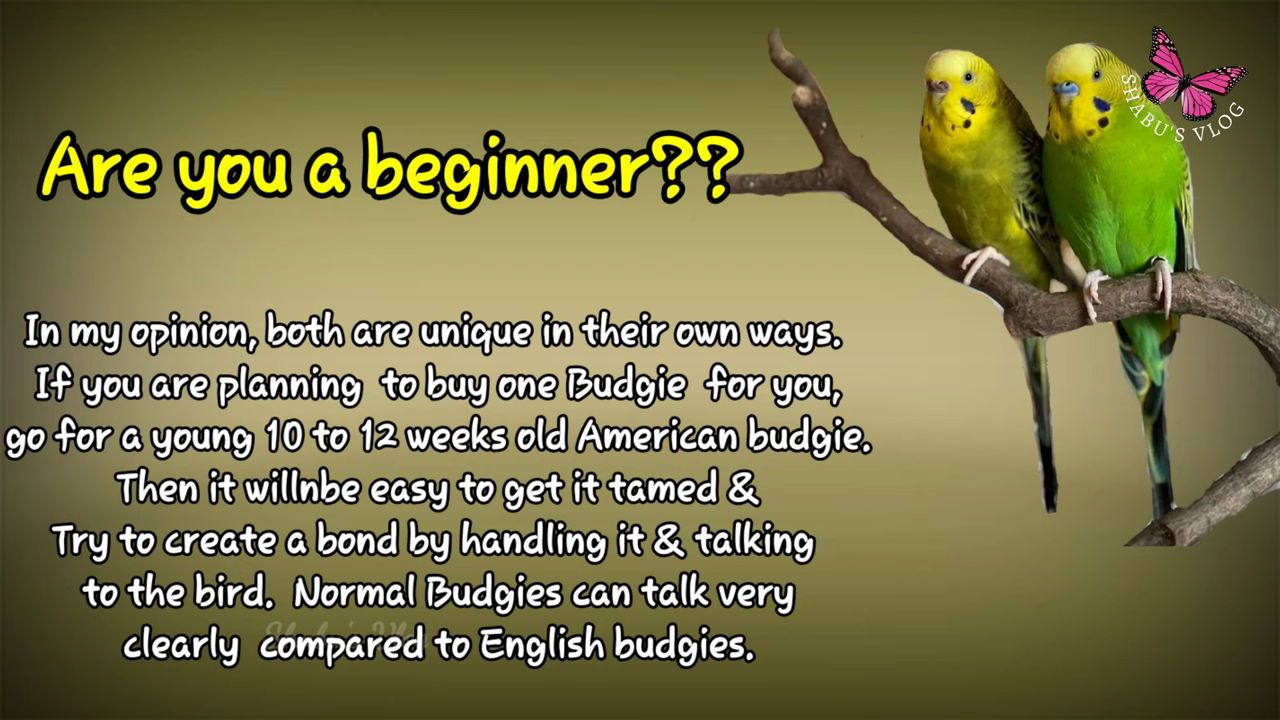 SHABU'S VLOG
Are you a beginner??
In my opinion, both are unique in their own ways.
If you are planning to buy one Budgie for you,
go for a young 10 to 12 weeks old American budgie.
Then it willnbe easy to get it tamed &
Try to create a bond by handling it & talking
to the bird. Normal Budgies can talk very
clearly compared to English budgies.